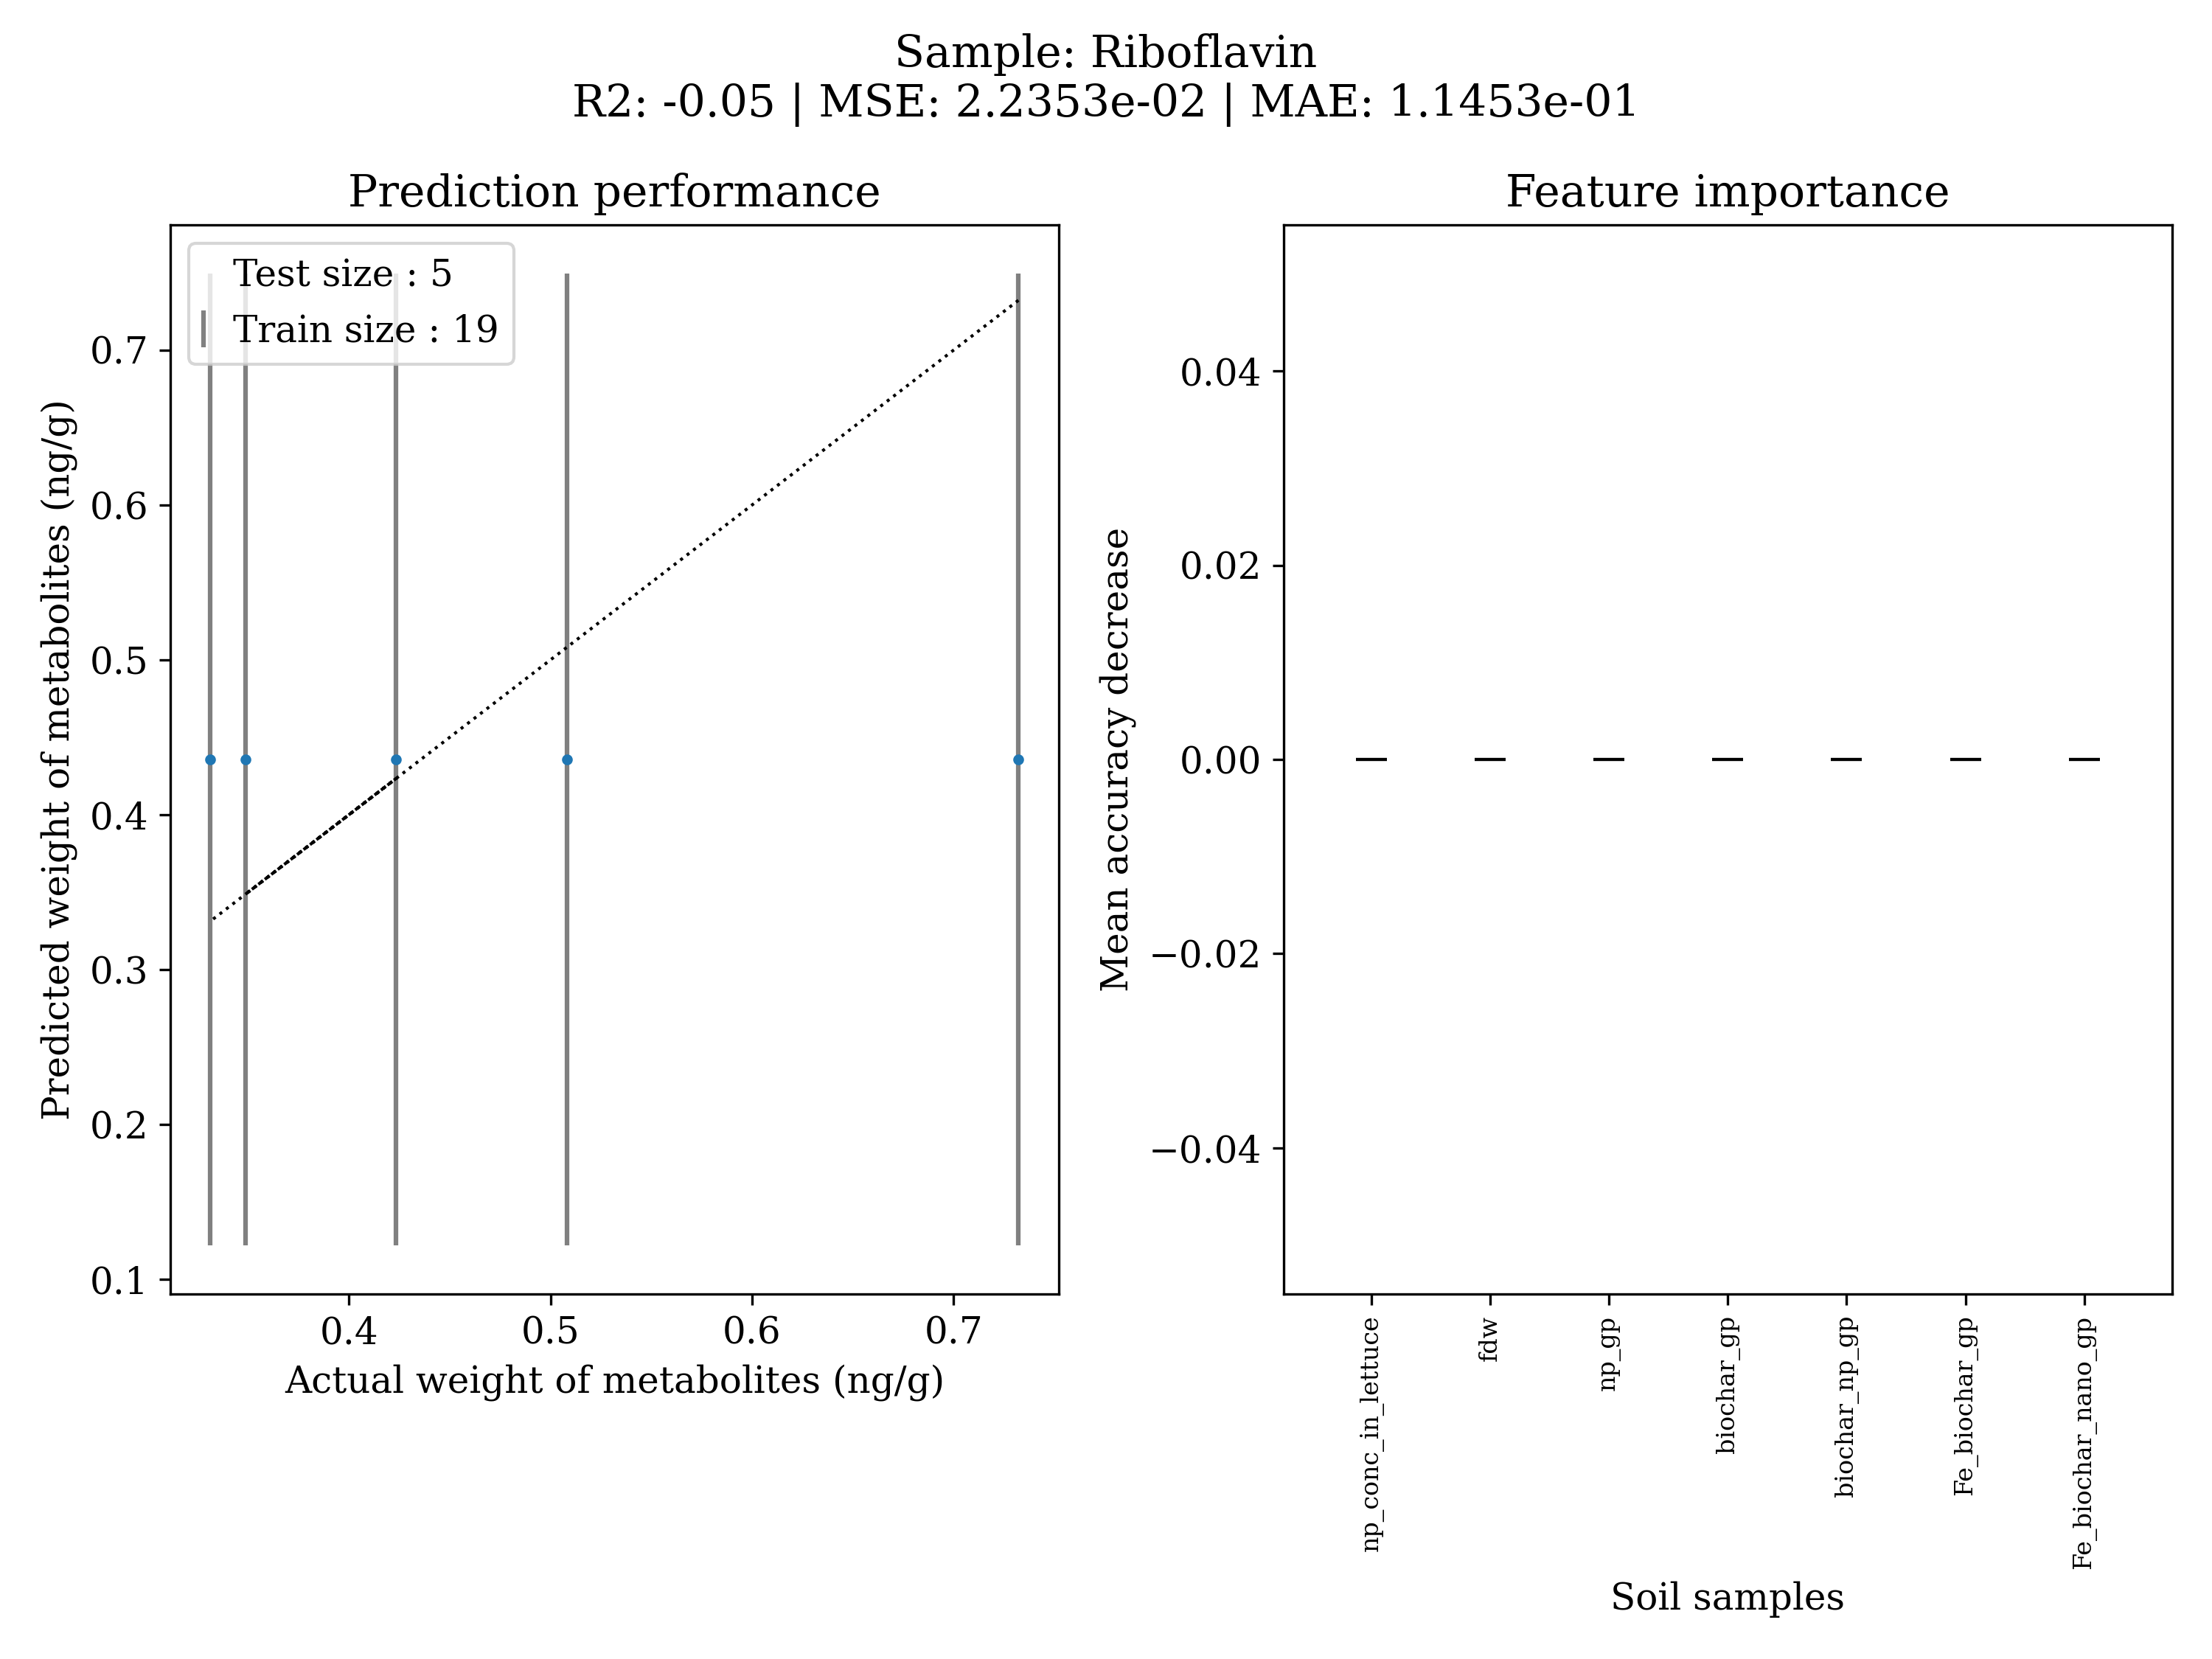 Sample: Riboflavin
R2: -0.05 | MSE: 2.2353e-02 | MAE: 1.1453e-01
Prediction performance
Test size : 5
Train size : 19
Predicted weight of metabolites (ng/g)
0.7
0.6
0.5
0.4
0.3
0.2
0.1
0.4 0.5 0.6 0.7
Actual weight of metabolites (ng/g)
Feature importance
Mean accuracy decrease
0.04
0.02
0.00
−0.02
−0.04
np_conc_in_lettuce
fdw
np_gp
biochar_gp
biochar_np_gp
Fe_biochar_gp
Fe_biochar_nano_gp
Soil samples